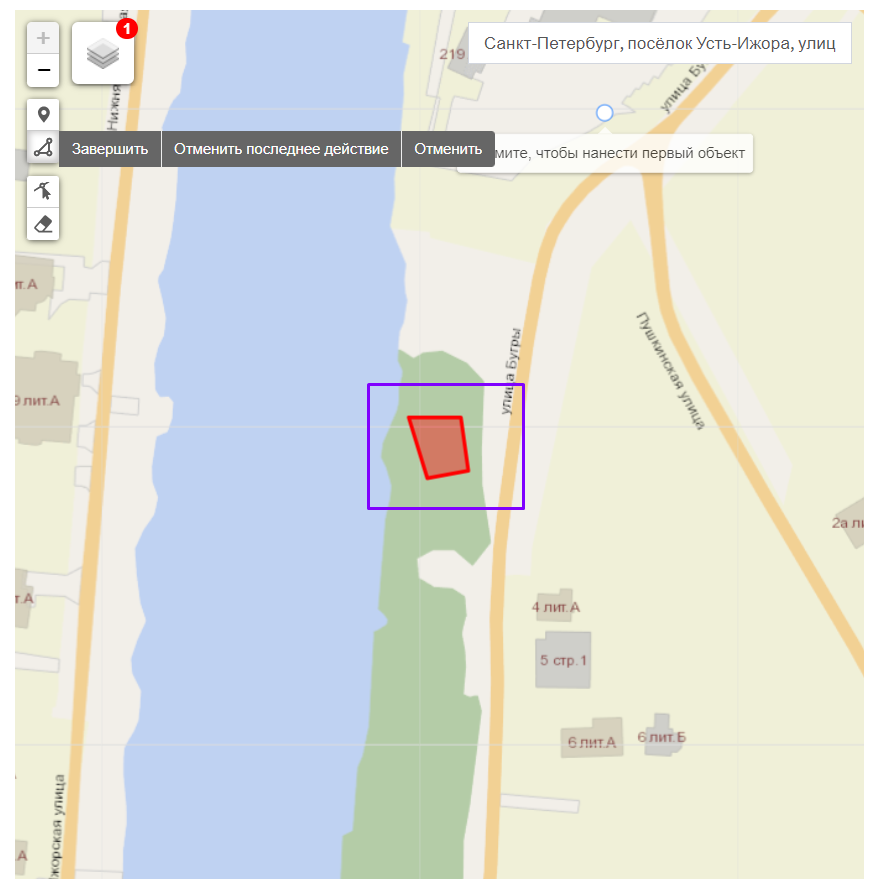 1
219
Санкт-Петербург, посёлок Усть-Ижора, улиц
Нижня
улица Бу
Завершить
Отменить последнее действие
Отменить
мите, чтобы нанести первый объект
лит.А
улица Бугры
Пушкинская улица
9 лит.А
2а ли
т.А
4 лит.А
5 стр.1
6 лит.А
6 лит.Б
жорская улица
А